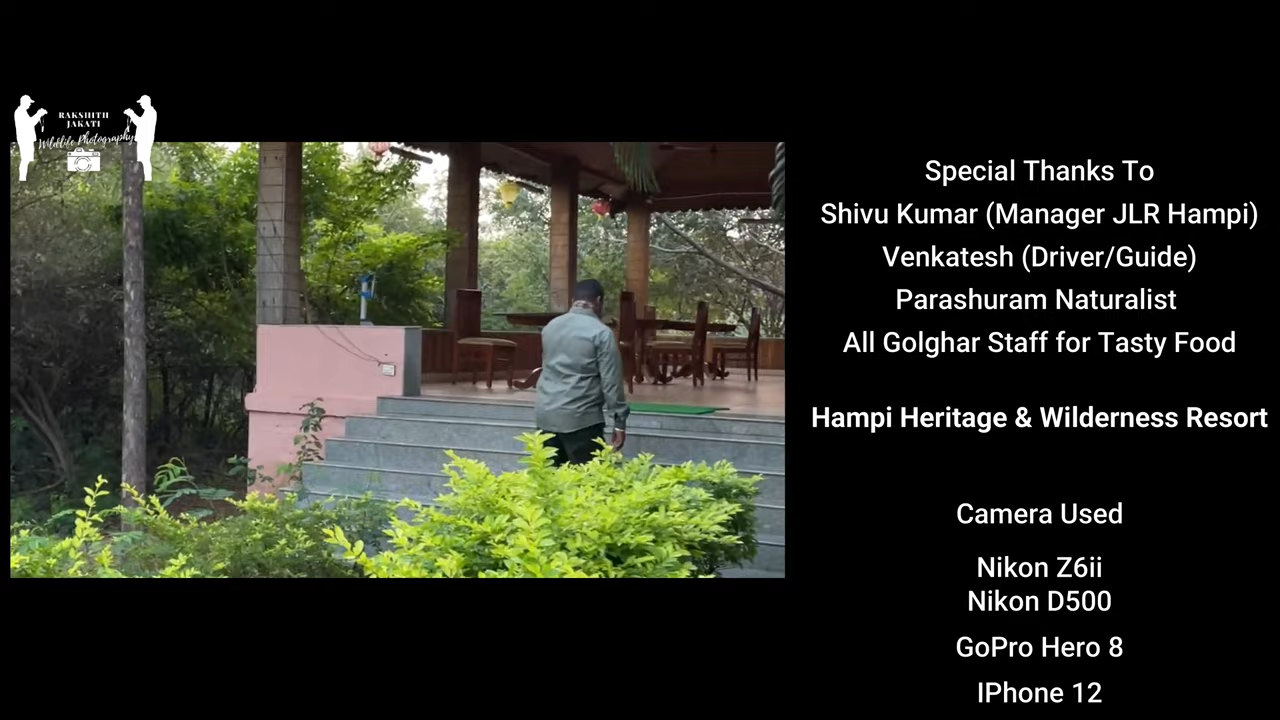 RAKSHITH
JAKATI
Wildlife Photography
Special Thanks To
Shivu Kumar (Manager JLR Hampi)
Venkatesh (Driver/Guide)
Parashuram Naturalist
All Golghar Staff for Tasty Food
Hampi Heritage & Wilderness Resort
Camera Used
Nikon Z6ii
Nikon D500
GoPro Hero 8
IPhone 12